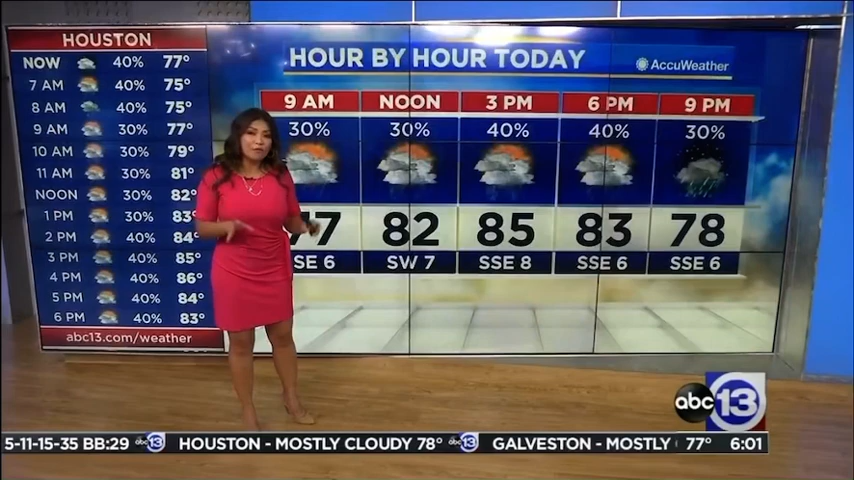 HOUSTON
NOW 40% 77°
7 AM 40% 75°
8 AM 40% 75°
9 AM 30% 77°
10 AM 30% 79°
11 AM 30% 81°
NOON 30% 82°
1 PM 30% 83°
2 PM 40% 84°
3 PM 40% 85°
4 PM 40% 86°
5 PM 40% 84°
6 PM 40% 83°
abc13.com/weather
HOUR BY HOUR TODAY
AccuWeather
9 AM NOON 3 PM 6 PM 9 PM
30% 30% 40% 40% 30%
82 85 83 78
SE 6 SW 7 SSE 8 SSE 6 SSE 6
abc 13
5-11-15-35 BB:29 abc13 HOUSTON - MOSTLY CLOUDY 78° abc13 GALVESTON - MOSTLY 77° 6:01